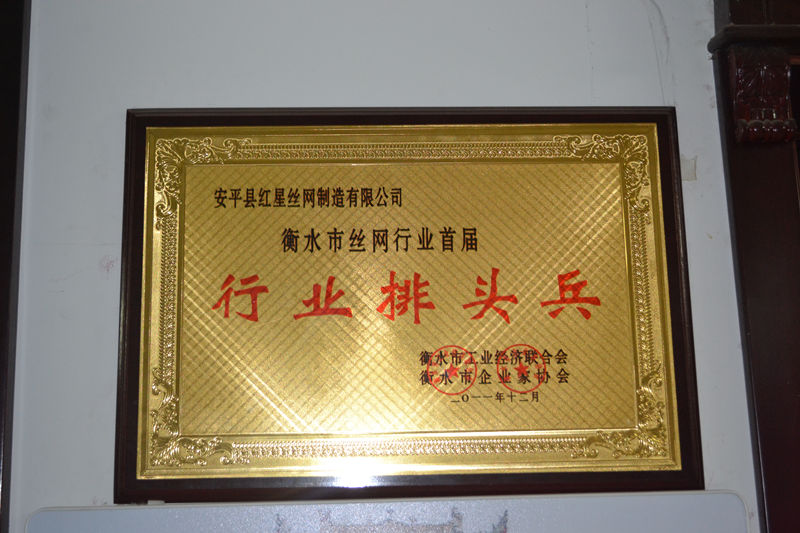 安平县红星丝网制造有限公司
衡水市丝网行业首届
行业排头兵
衡水市工业经济联合会
衡水市企业家协会
二〇一一年十二月